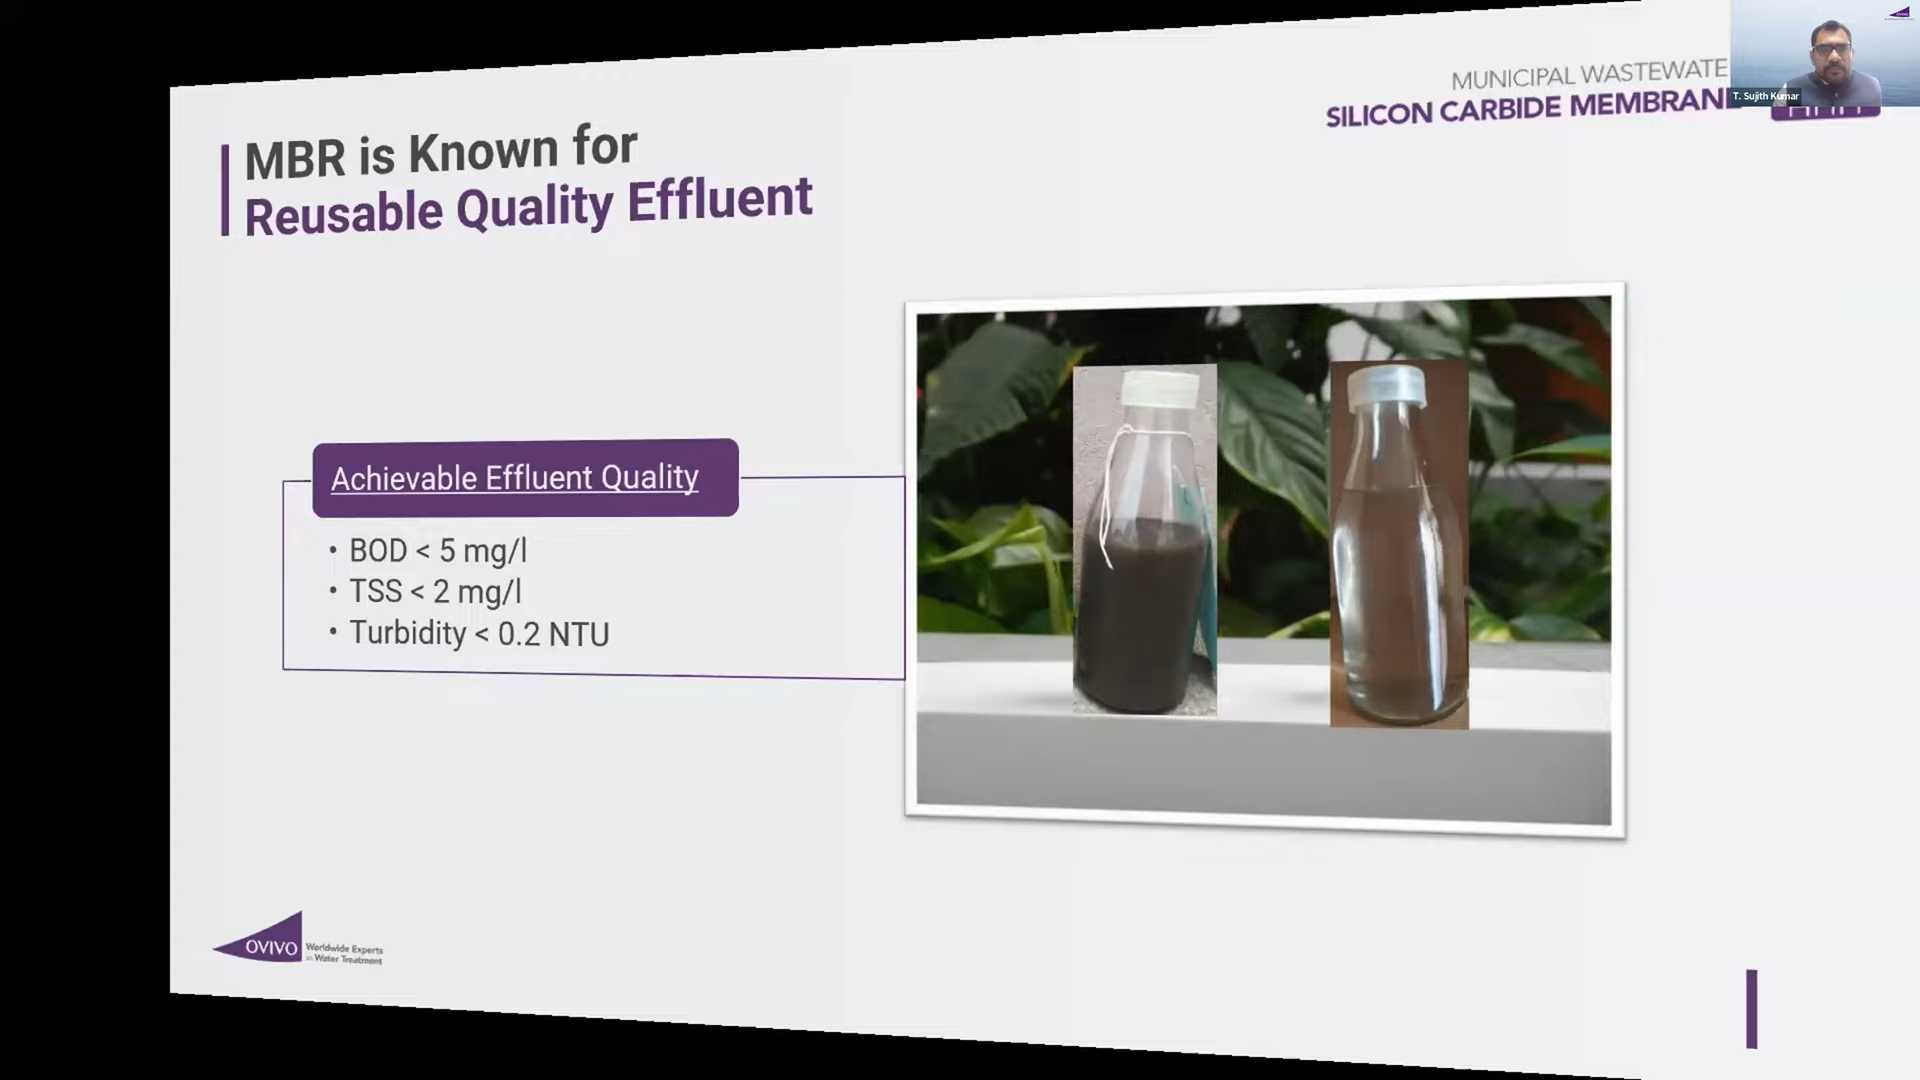 MUNICIPAL WASTEWATE
SILICON CARBIDE MEMBRAN
T. Sujith Kumar
MBR is Known for
Reusable Quality Effluent
Achievable Effluent Quality
• BOD < 5 mg/l
• TSS < 2 mg/l
• Turbidity < 0.2 NTU
OVIVO
Worldwide Experts
in Water Treatment